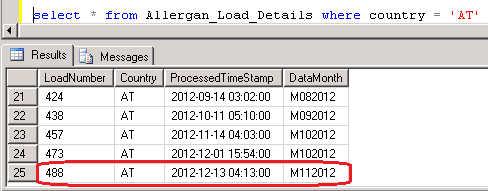 select * from Allergan_Load_Details where country = 'AT'
Results Messages
LoadNumber Country ProcessedTimeStamp DataMonth
21 424 AT 2012-09-14 03:02:00 M082012
22 438 AT 2012-10-11 05:10:00 M092012
23 457 AT 2012-11-14 04:03:00 M102012
24 473 AT 2012-12-01 15:54:00 M102012
25 488 AT 2012-12-13 04:13:00 M112012